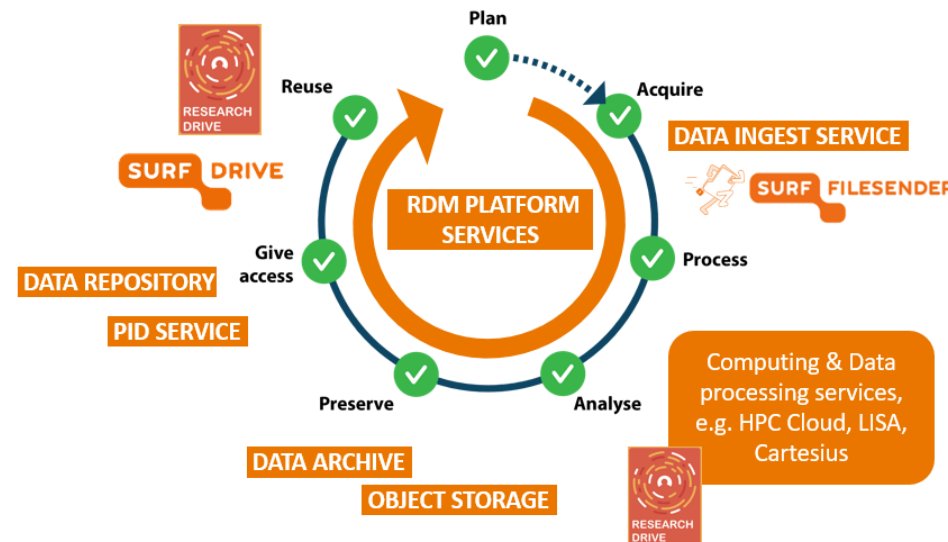 Plan
Reuse
Acquire
RESEARCH
DRIVE
DATA INGEST SERVICE
SURF DRIVE
SURF FILESENDER
RDM PLATFORM
SERVICES
Give
access
Process
DATA REPOSITORY
PID SERVICE
Computing & Data
processing services,
e.g. HPC Cloud, LISA,
Cartesius
Preserve
Analyse
DATA ARCHIVE
OBJECT STORAGE
RESEARCH
DRIVE